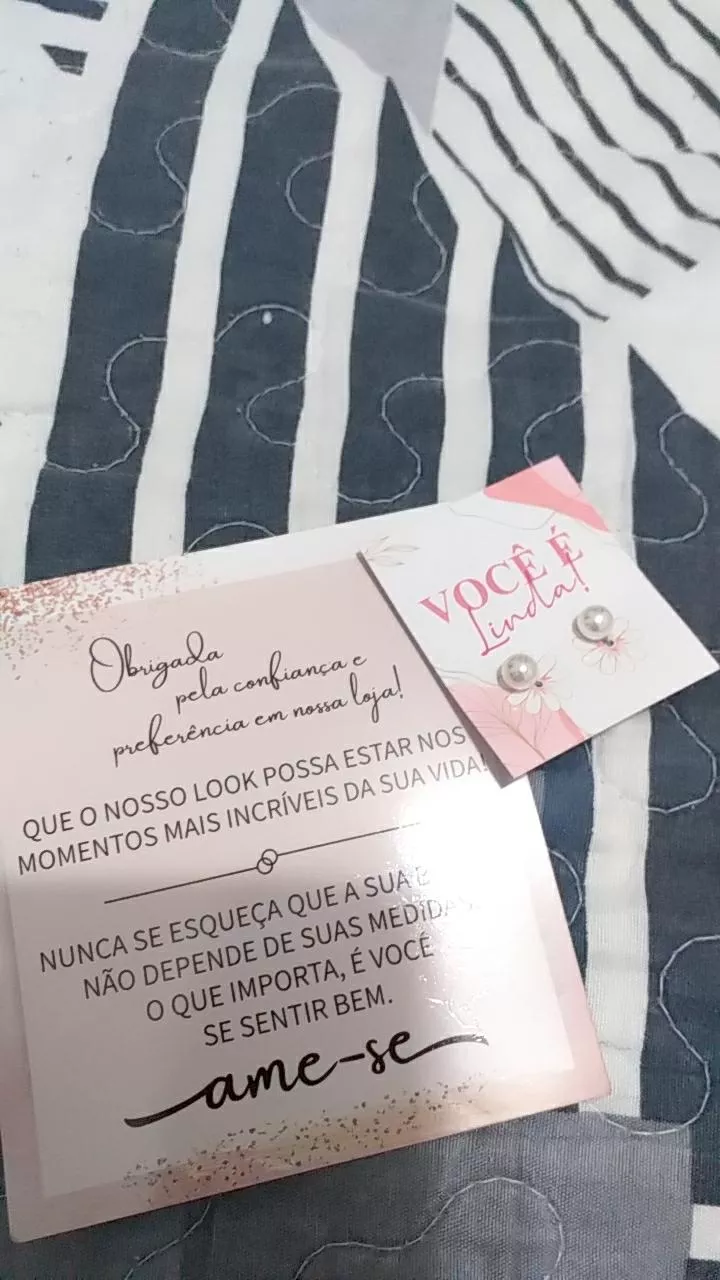 VOCÊ É
Linda!
Obrigada
pela confiança e
preferência em nossa loja!
QUE O NOSSO LOOK POSSA ESTAR NOS
MOMENTOS MAIS INCRÍVEIS DA SUA VIDA!
NUNCA SE ESQUEÇA QUE A SUA
NÃO DEPENDE DE SUAS MEDIDAS,
O QUE IMPORTA, É VOCÊ
SE SENTIR BEM.
ame-se